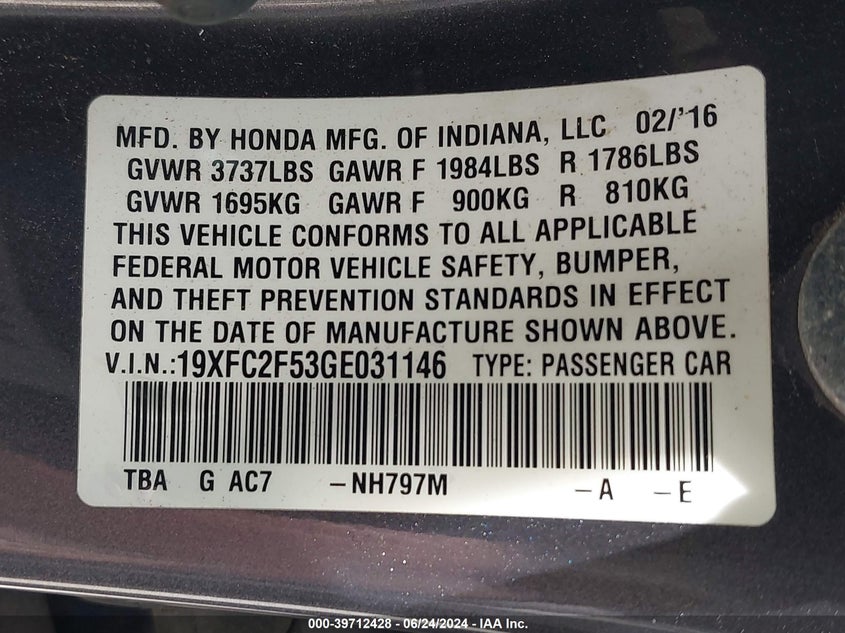 MFD. BY HONDA MFG. OF INDIANA, LLC 02/'16
GVWR 3737LBS GAWR F 1984LBS R 1786LBS
GVWR 1695KG GAWR F 900KG R 810KG
THIS VEHICLE CONFORMS TO ALL APPLICABLE
FEDERAL MOTOR VEHICLE SAFETY, BUMPER,
AND THEFT PREVENTION STANDARDS IN EFFECT
ON THE DATE OF MANUFACTURE SHOWN ABOVE.
V.I.N.:19XFC2F53GE031146 TYPE: PASSENGER CAR
TBA G AC7 -NH797M -A -E
000-39712428 - 06/24/2024 - IAA Inc.